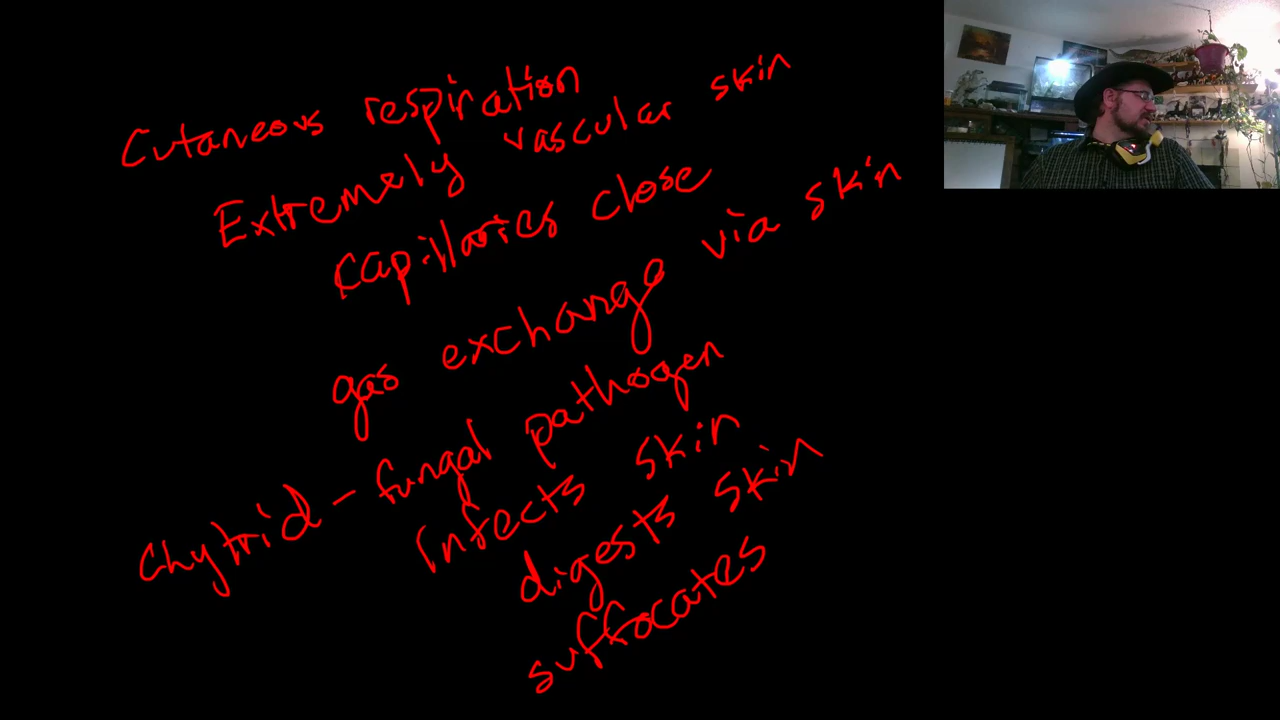 Cutaneous respiration
Extremely vascular skin
capillaries close
gas exchange via skin
Chytrid - fungal pathogen
infects skin
digests skin
suffocates